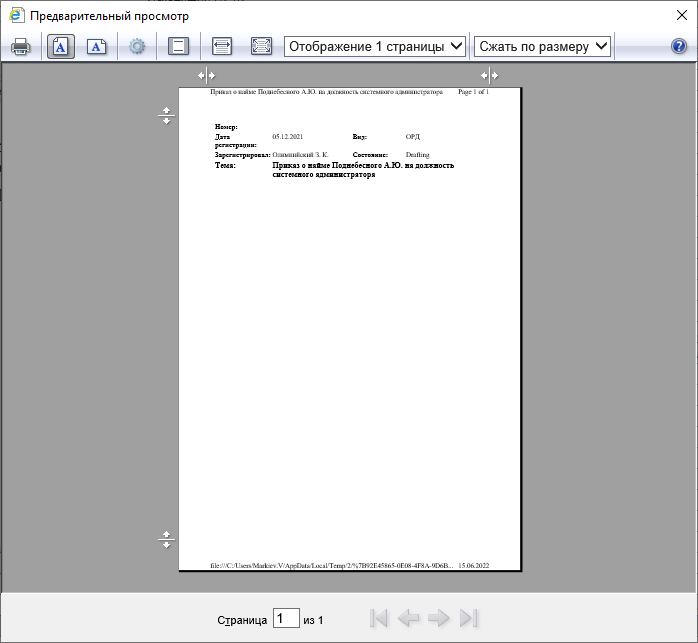 Предварительный просмотр
Отображение 1 страницы Сжать по размеру
Приказ о найме Поднебесного А.Ю. на должность системного администратора Page 1 of 1
Номер:
Дата 05.12.2021 Вид: ОРД
регистрации:
Зарегистрировал: Олимпийский З. К. Состояние: Drafting
Тема: Приказ о найме Поднебесного А.Ю. на должность
системного администратора
file:///C:/Users/Markiev.V/AppData/Local/Temp/2/%7B92E45865-0E08-4F8A-9D6B... 15.06.2022
Страница 1 из 1